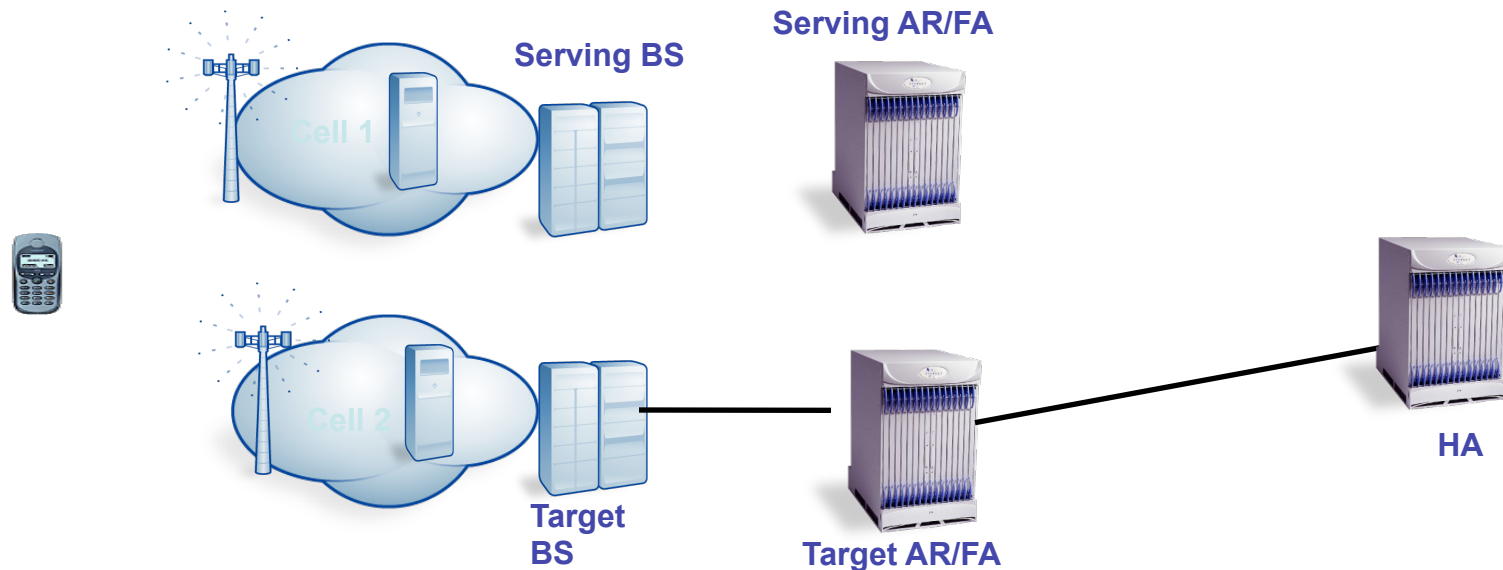 Serving AR/FA
Serving BS
Cell 1
Cell 2
HA
Target
BS
Target AR/FA